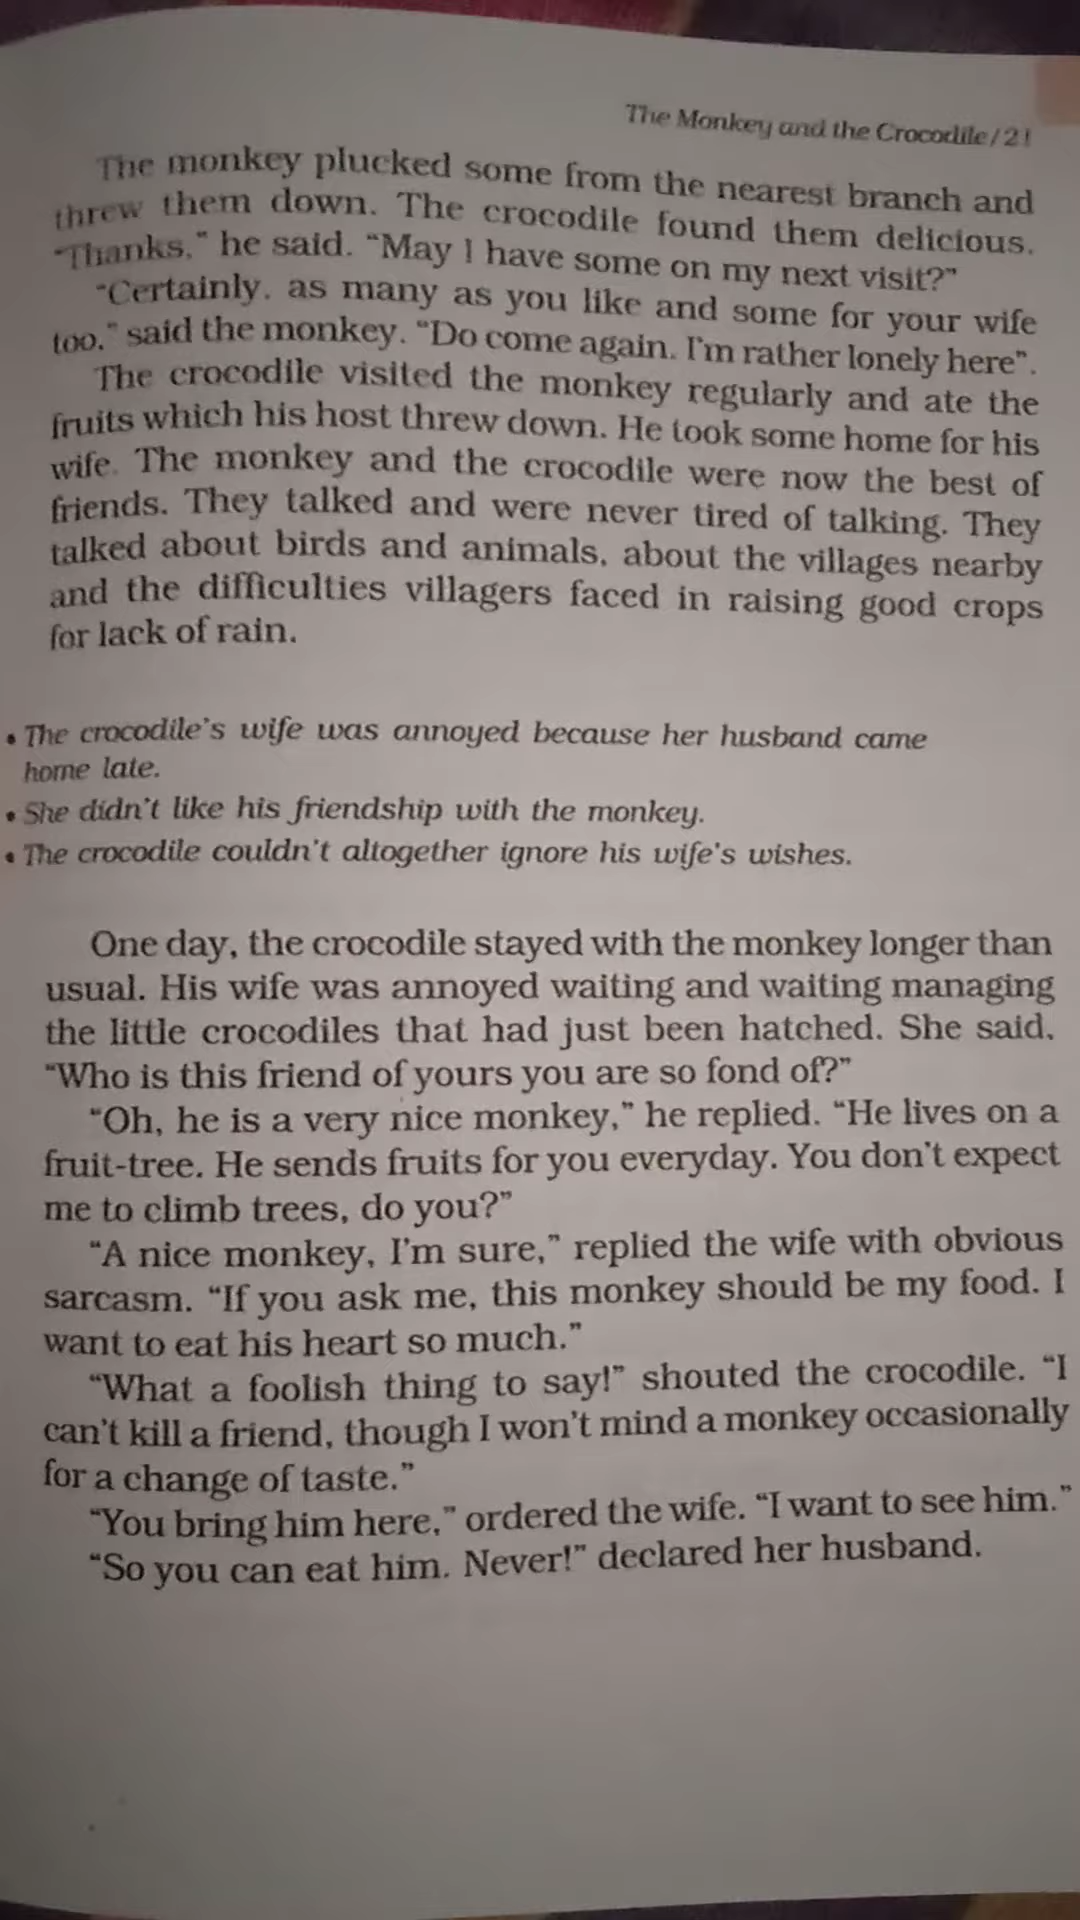 The Monkey and the Crocodile/21
The monkey plucked some from the nearest branch and
threw them down. The crocodile found them delicious.
“Thanks,” he said. “May I have some on my next visit?”
“Certainly, as many as you like and some for your wife
too,” said the monkey. “Do come again. I'm rather lonely here”.
The crocodile visited the monkey regularly and ate the
fruits which his host threw down. He took some home for his
wife. The monkey and the crocodile were now the best of
friends. They talked and were never tired of talking. They
talked about birds and animals, about the villages nearby
and the difficulties villagers faced in raising good crops
for lack of rain.
• The crocodile's wife was annoyed because her husband came
home late.
• She didn't like his friendship with the monkey.
• The crocodile couldn't altogether ignore his wife's wishes.
One day, the crocodile stayed with the monkey longer than
usual. His wife was annoyed waiting and waiting managing
the little crocodiles that had just been hatched. She said,
“Who is this friend of yours you are so fond of?”
“Oh, he is a very nice monkey,” he replied. “He lives on a
fruit-tree. He sends fruits for you everyday. You don't expect
me to climb trees, do you?”
“A nice monkey, I'm sure,” replied the wife with obvious
sarcasm. “If you ask me, this monkey should be my food. I
want to eat his heart so much.”
“What a foolish thing to say!” shouted the crocodile. “I
can't kill a friend, though I won't mind a monkey occasionally
for a change of taste.”
“You bring him here,” ordered the wife. “I want to see him.”
“So you can eat him. Never!” declared her husband.